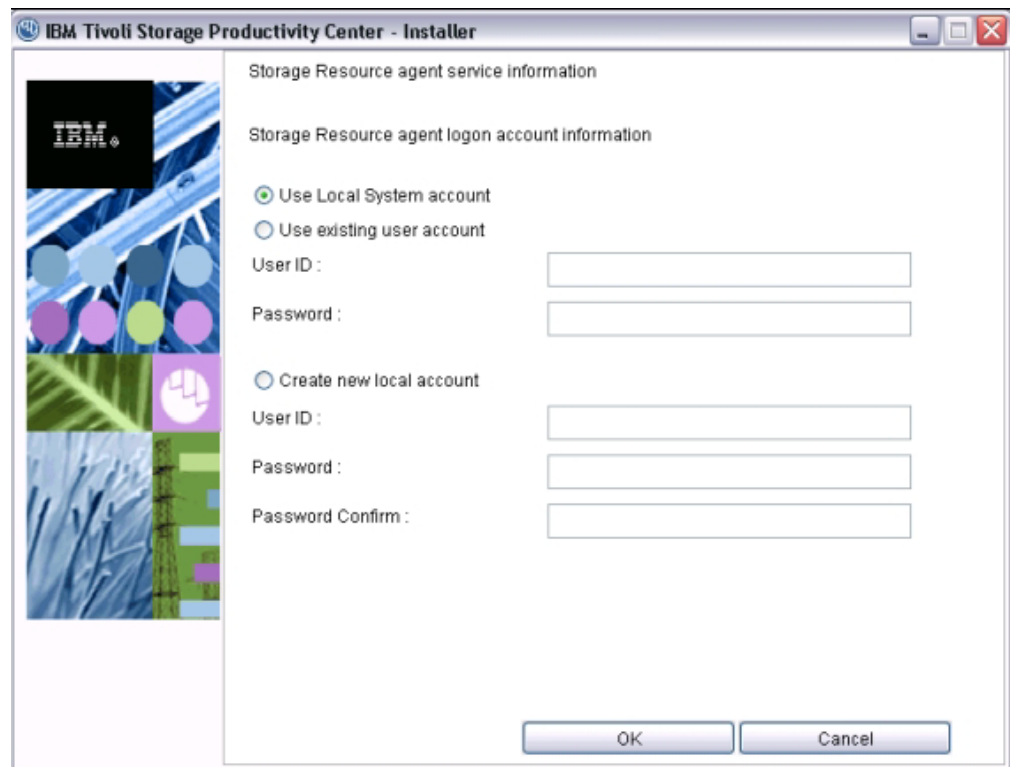 IBM Tivoli Storage Productivity Center - Installer
IBM®
Storage Resource agent service information
Storage Resource agent logon account information
Use Local System account
Use existing user account
User ID :
Password :
Create new local account
User ID :
Password :
Password Confirm :
OK
Cancel